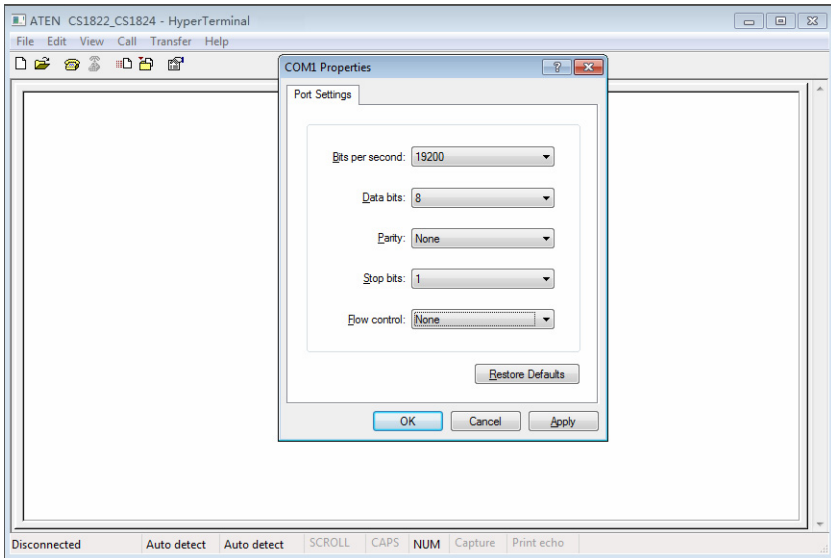 ATEN CS1822_CS1824 - HyperTerminal
File Edit View Call Transfer Help
COM1 Properties
Port Settings
Bits per second: 19200
Data bits: 8
Parity: None
Stop bits: 1
Flow control: None
Restore Defaults
OK Cancel Apply
Disconnected Auto detect Auto detect SCROLL CAPS NUM Capture Print echo